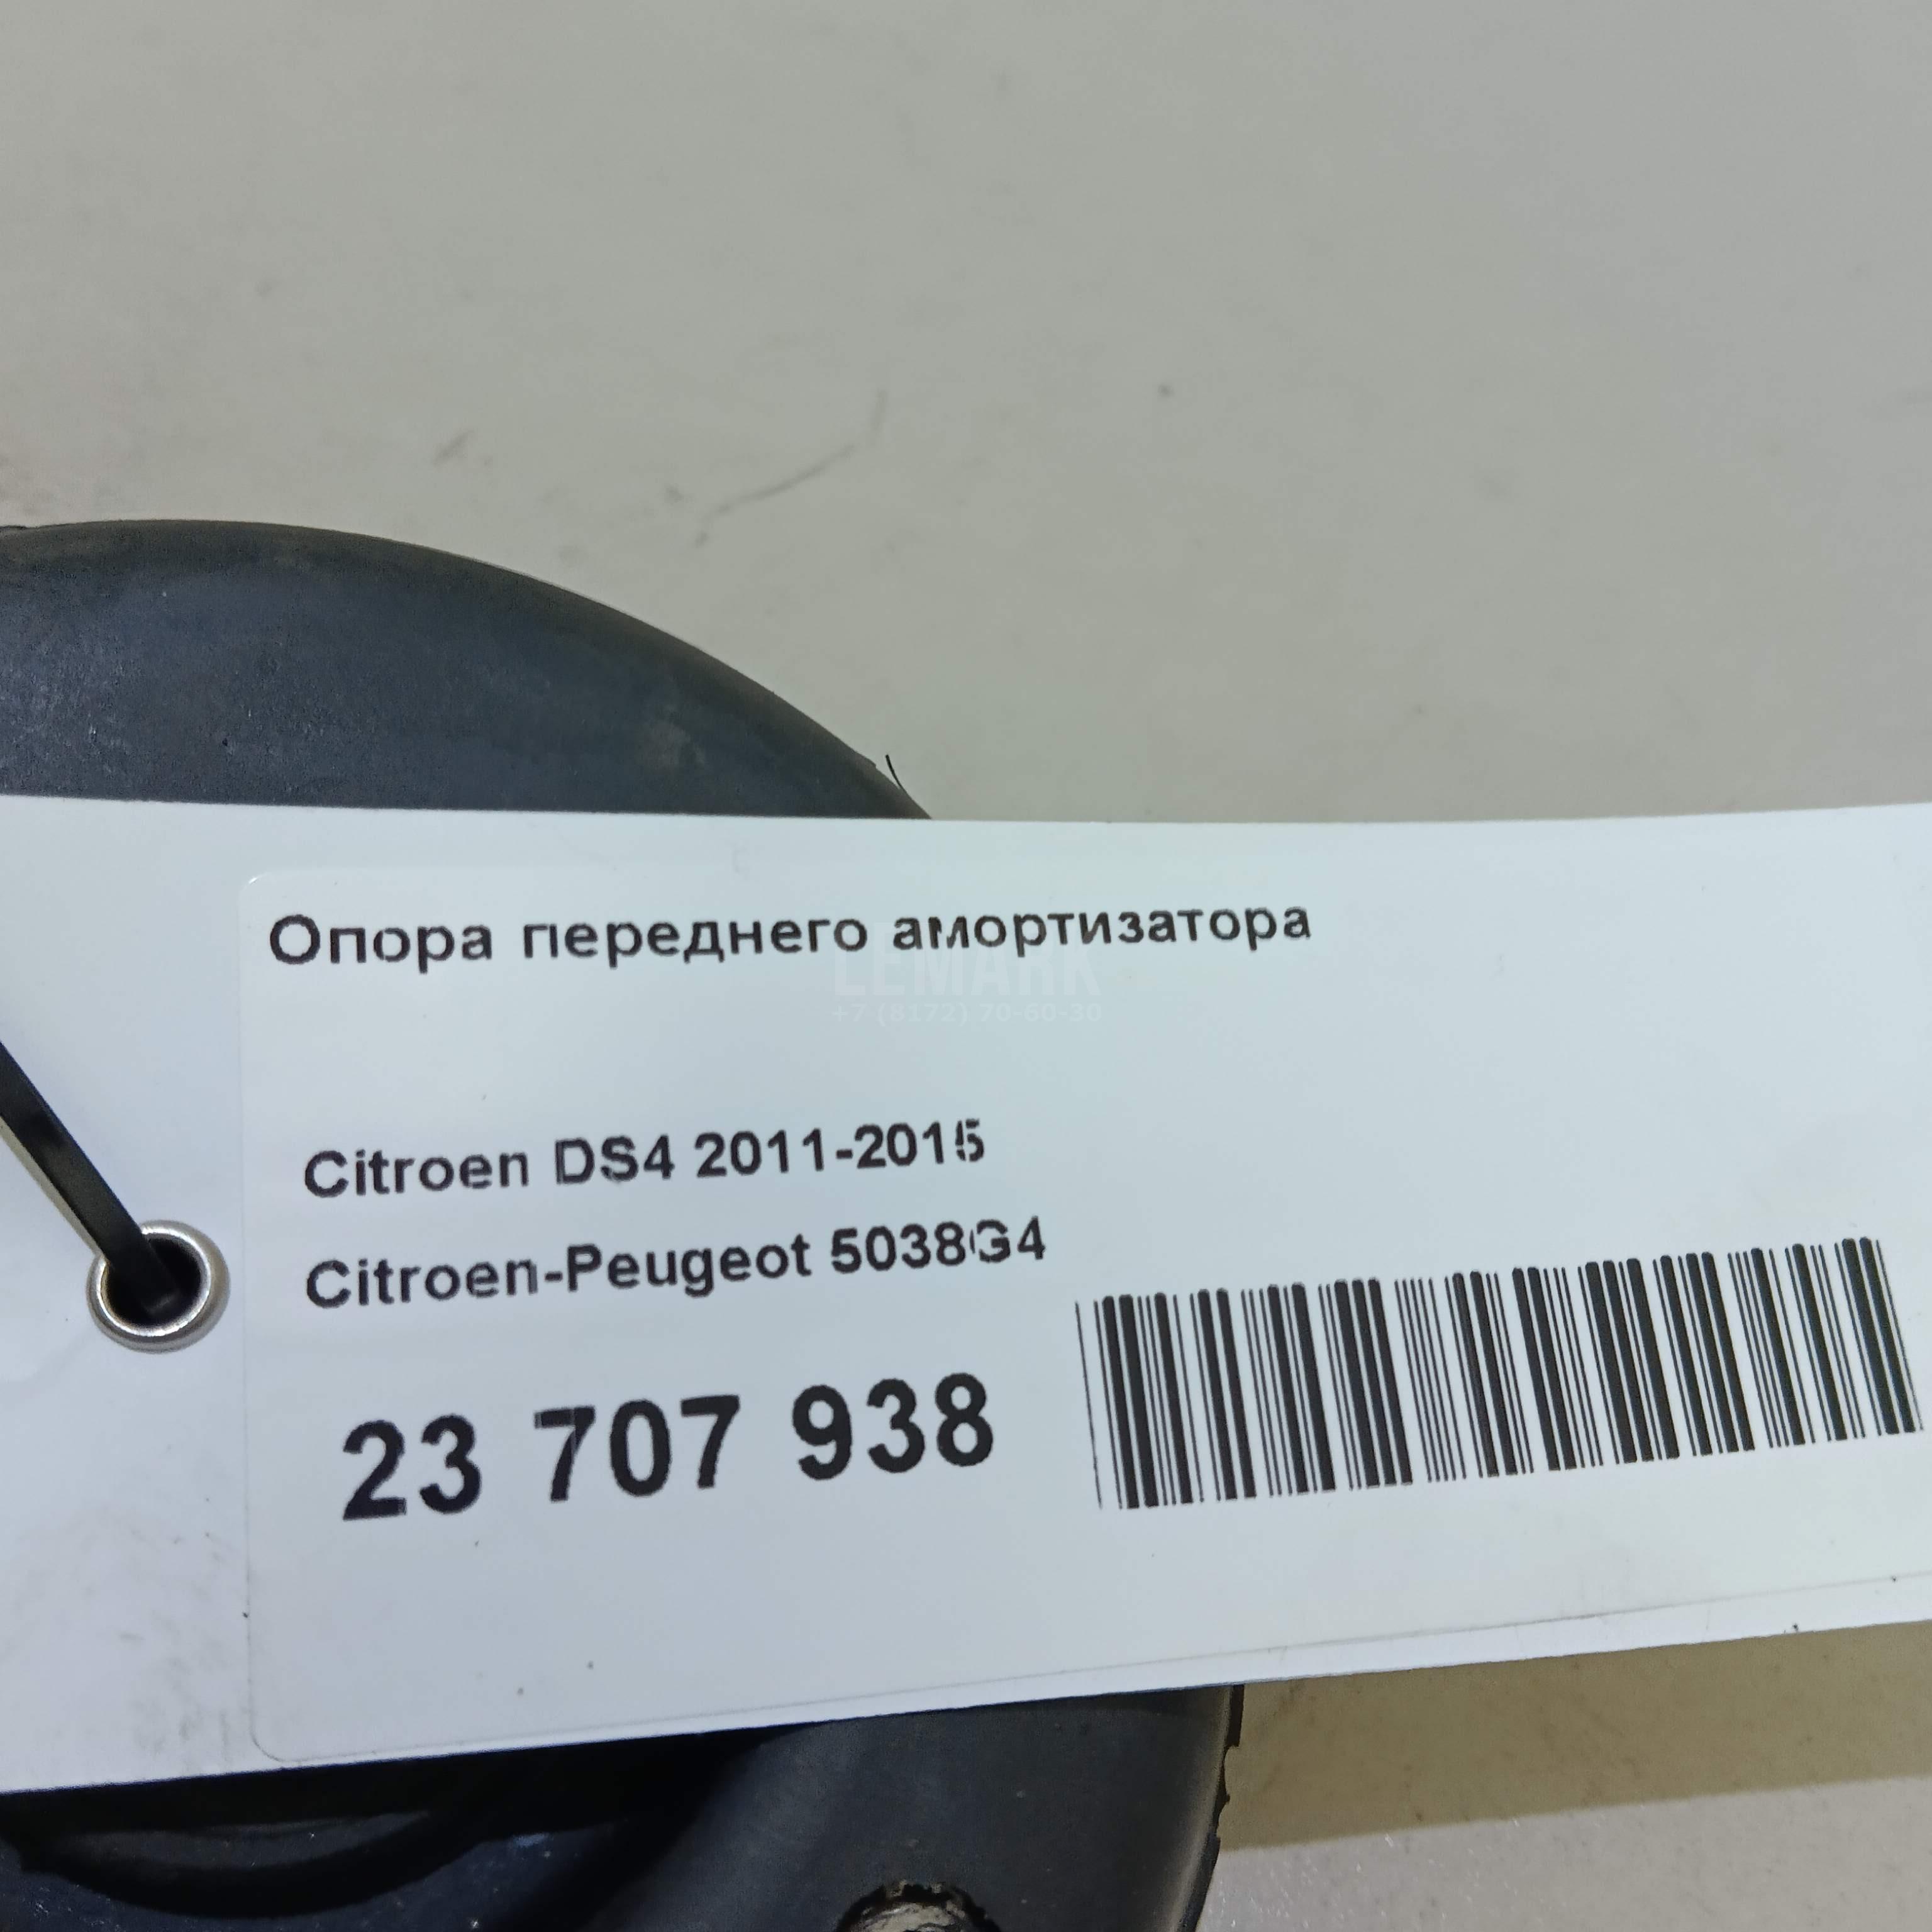 Опора переднего амортизатора
LEMARK
+7 (8172) 70-60-30
Citroen DS4 2011-2015
Citroen-Peugeot 5038G4
23 707 938